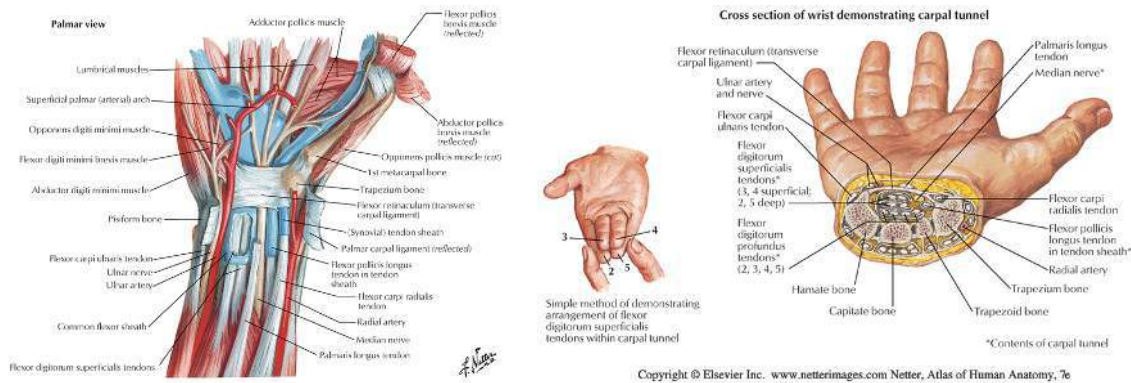 Palmar view
Adductor pollicis muscle
Flexor pollicis
brevis muscle
(reflected)
Lumbrical muscles
Superficial palmar (arterial) arch
Opponens digiti minimi muscle
Flexor digiti minimi brevis muscle
Abductor digiti minimi muscle
Pisiform bone
Flexor carpi ulnaris tendon
Ulnar nerve
Ulnar artery
Common flexor sheath
Flexor digitorum superficialis tendons
Abductor pollicis
brevis muscle
(reflected)
Opponens pollicis muscle (cut)
1st metacarpal bone
Trapezium bone
Flexor retinaculum (transverse
carpal ligament)
(Synovial) tendon sheath
Palmar carpal ligament (reflected)
Flexor pollicis longus
tendon in tendon
sheath
Flexor carpi radialis
tendon
Radial artery
Median nerve
Palmaris longus tendon
F. Netter
M.D.
3
4
2
5
Simple method of demonstrating
arrangement of flexor
digitorum superficialis
tendons within carpal tunnel
Cross section of wrist demonstrating carpal tunnel
Flexor retinaculum (transverse
carpal ligament)
Ulnar artery
and nerve
Flexor carpi
ulnaris tendon
Flexor
digitorum
superficialis
tendons*
(3, 4 superficial;
2, 5 deep)
Flexor
digitorum
profundus
tendons*
(2, 3, 4, 5)
Hamate bone
Capitate bone
Palmaris longus
tendon
Median nerve*
Flexor carpi
radialis tendon
Flexor pollicis
longus tendon
in tendon sheath*
Radial artery
Trapezium bone
Trapezoid bone
*Contents of carpal tunnel
Copyright © Elsevier Inc. www.netterimages.com Netter, Atlas of Human Anatomy, 7e